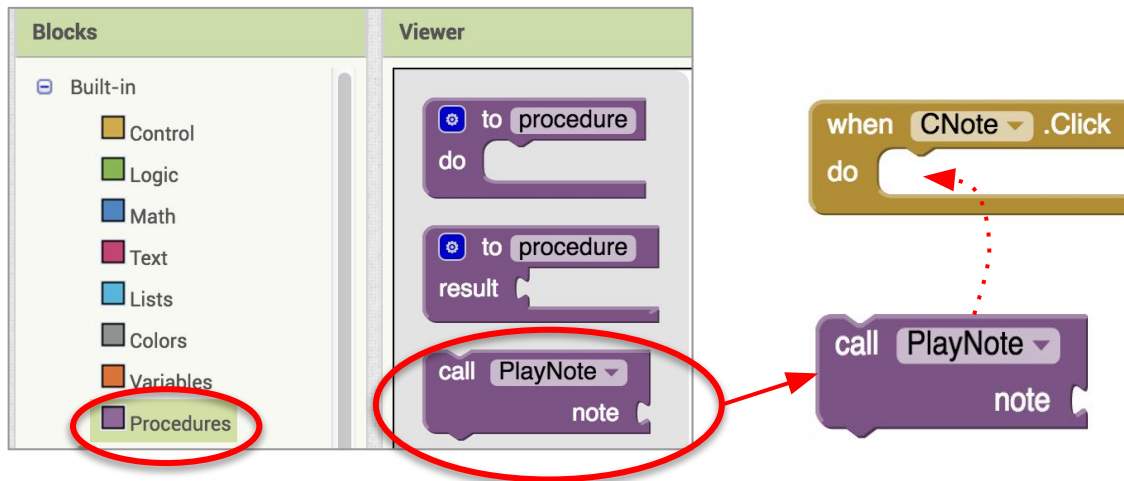 Blocks
Built-in
Control
Logic
Math
Text
Lists
Colors
Variables
Procedures
Viewer
to procedure
do
to procedure
result
call PlayNote
note
when CNote .Click
do
call PlayNote
note